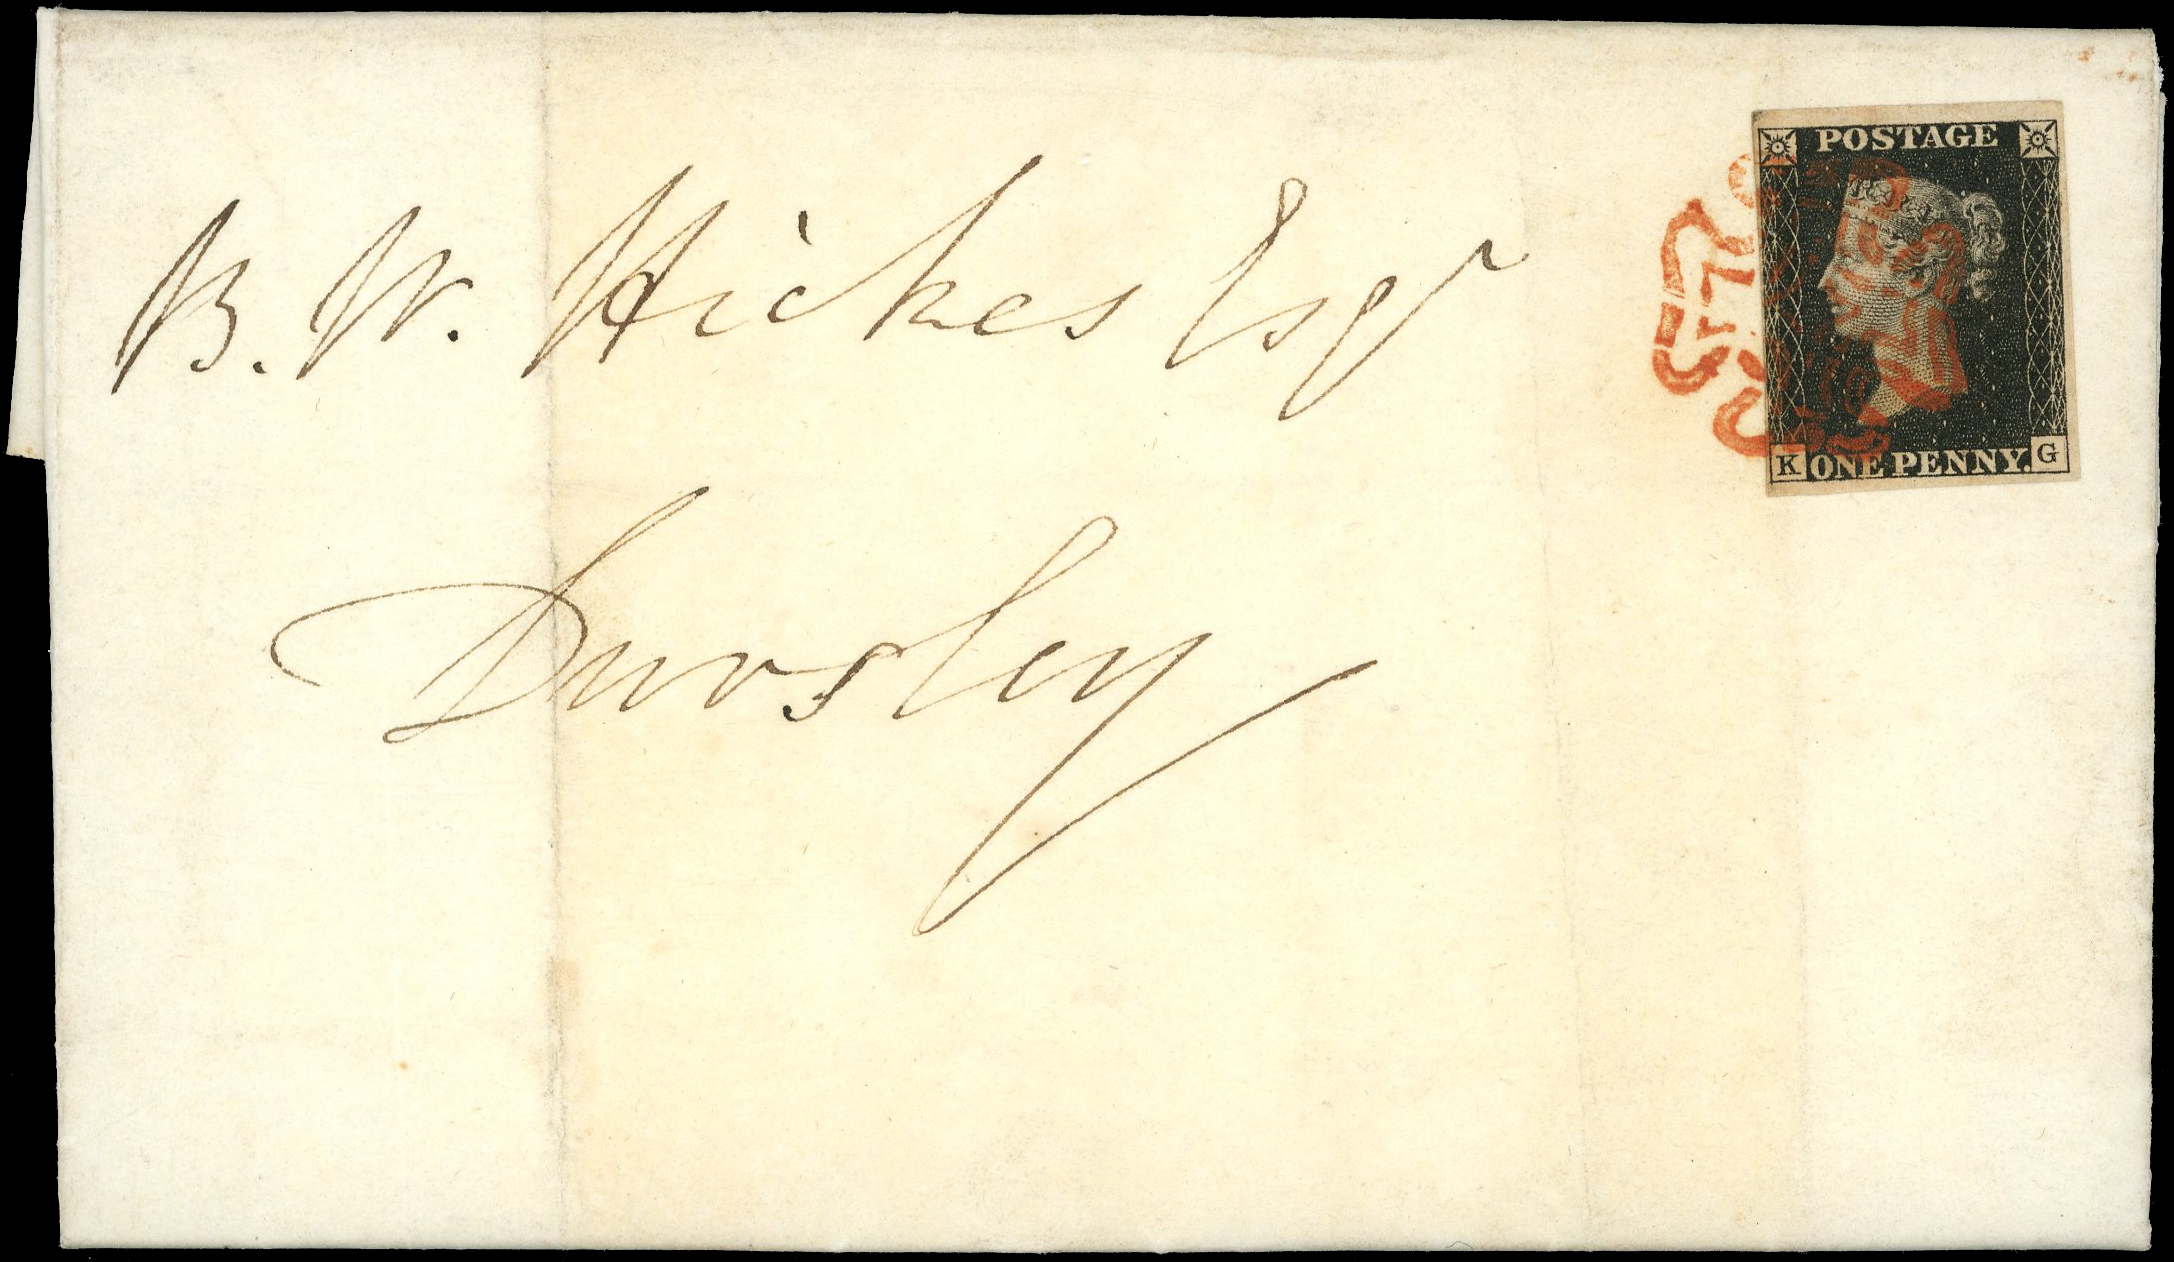 B. W. Hickes Esqr
Dursley
POSTAGE
K ONE PENNY. G